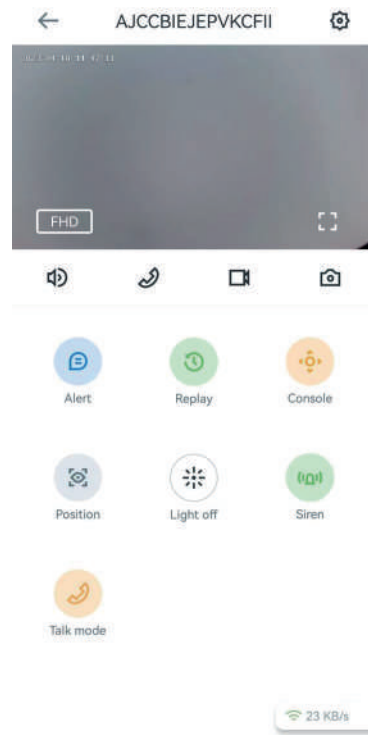 AJCCBIEJEPVKCFII
FHD
Alert
Replay
Console
Position
Light off
Siren
Talk mode
23 KB/s